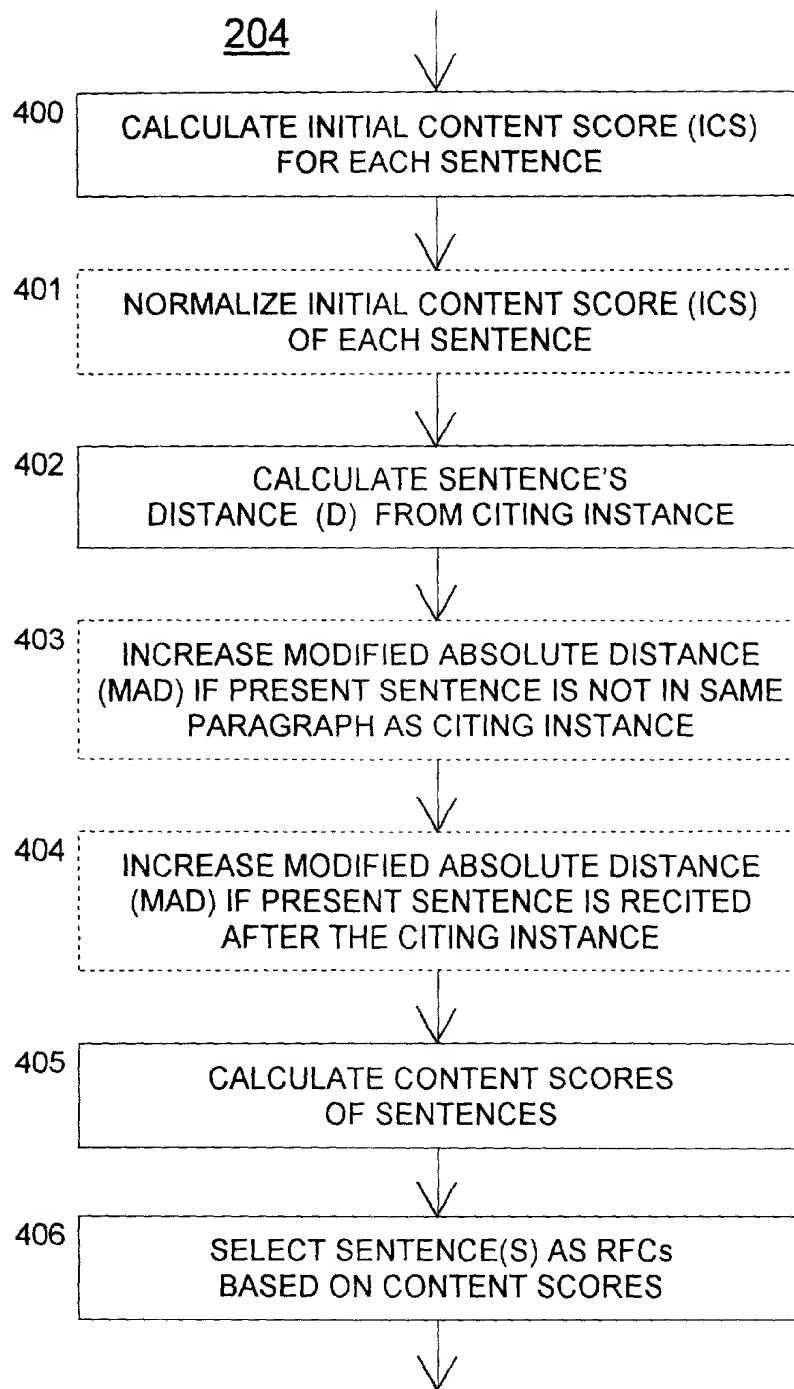 204
400
CALCULATE INITIAL CONTENT SCORE (ICS)
FOR EACH SENTENCE
401
NORMALIZE INITIAL CONTENT SCORE (ICS)
OF EACH SENTENCE
402
CALCULATE SENTENCE'S
DISTANCE (D) FROM CITING INSTANCE
403
INCREASE MODIFIED ABSOLUTE DISTANCE
(MAD) IF PRESENT SENTENCE IS NOT IN SAME
PARAGRAPH AS CITING INSTANCE
404
INCREASE MODIFIED ABSOLUTE DISTANCE
(MAD) IF PRESENT SENTENCE IS RECITED
AFTER THE CITING INSTANCE
405
CALCULATE CONTENT SCORES
OF SENTENCES
406
SELECT SENTENCE(S) AS RFCs
BASED ON CONTENT SCORES